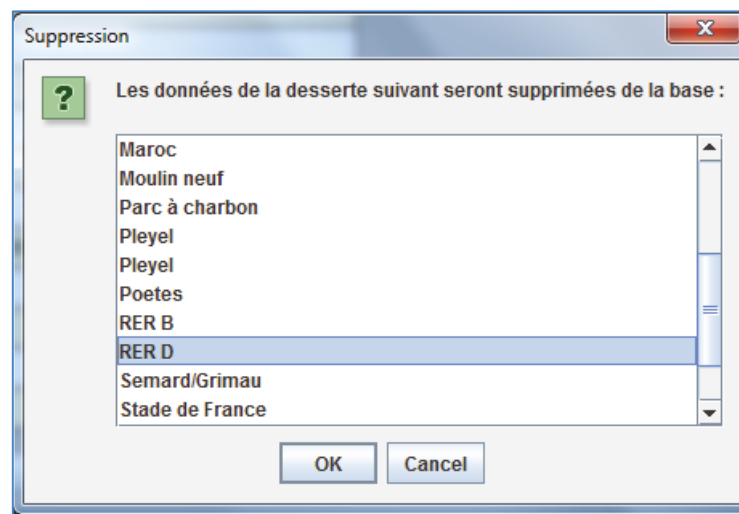 Suppression
Les données de la desserte suivant seront supprimées de la base :
Maroc
Moulin neuf
Parc à charbon
Pleyel
Pleyel
Poetes
RER B
RER D
Semard/Grimau
Stade de France
OK Cancel